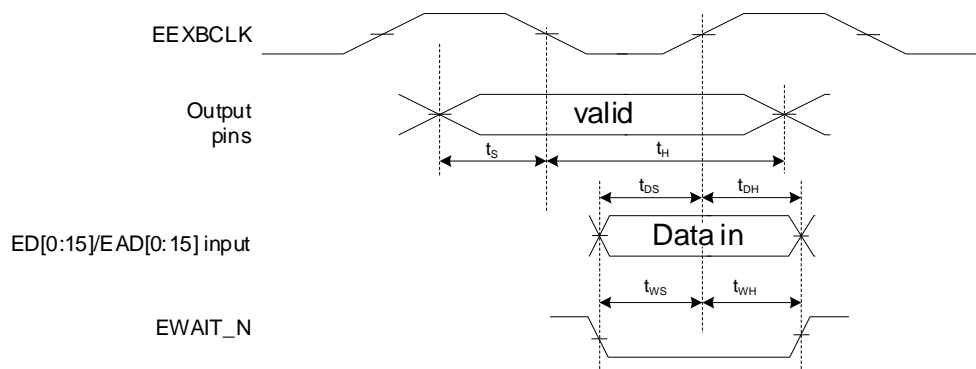 EEXBCLK
Output
pins
valid
tS
tH
tDS
tDH
ED[0:15]/EAD[0:15] input
Data in
tWS
tWH
EWAIT_N